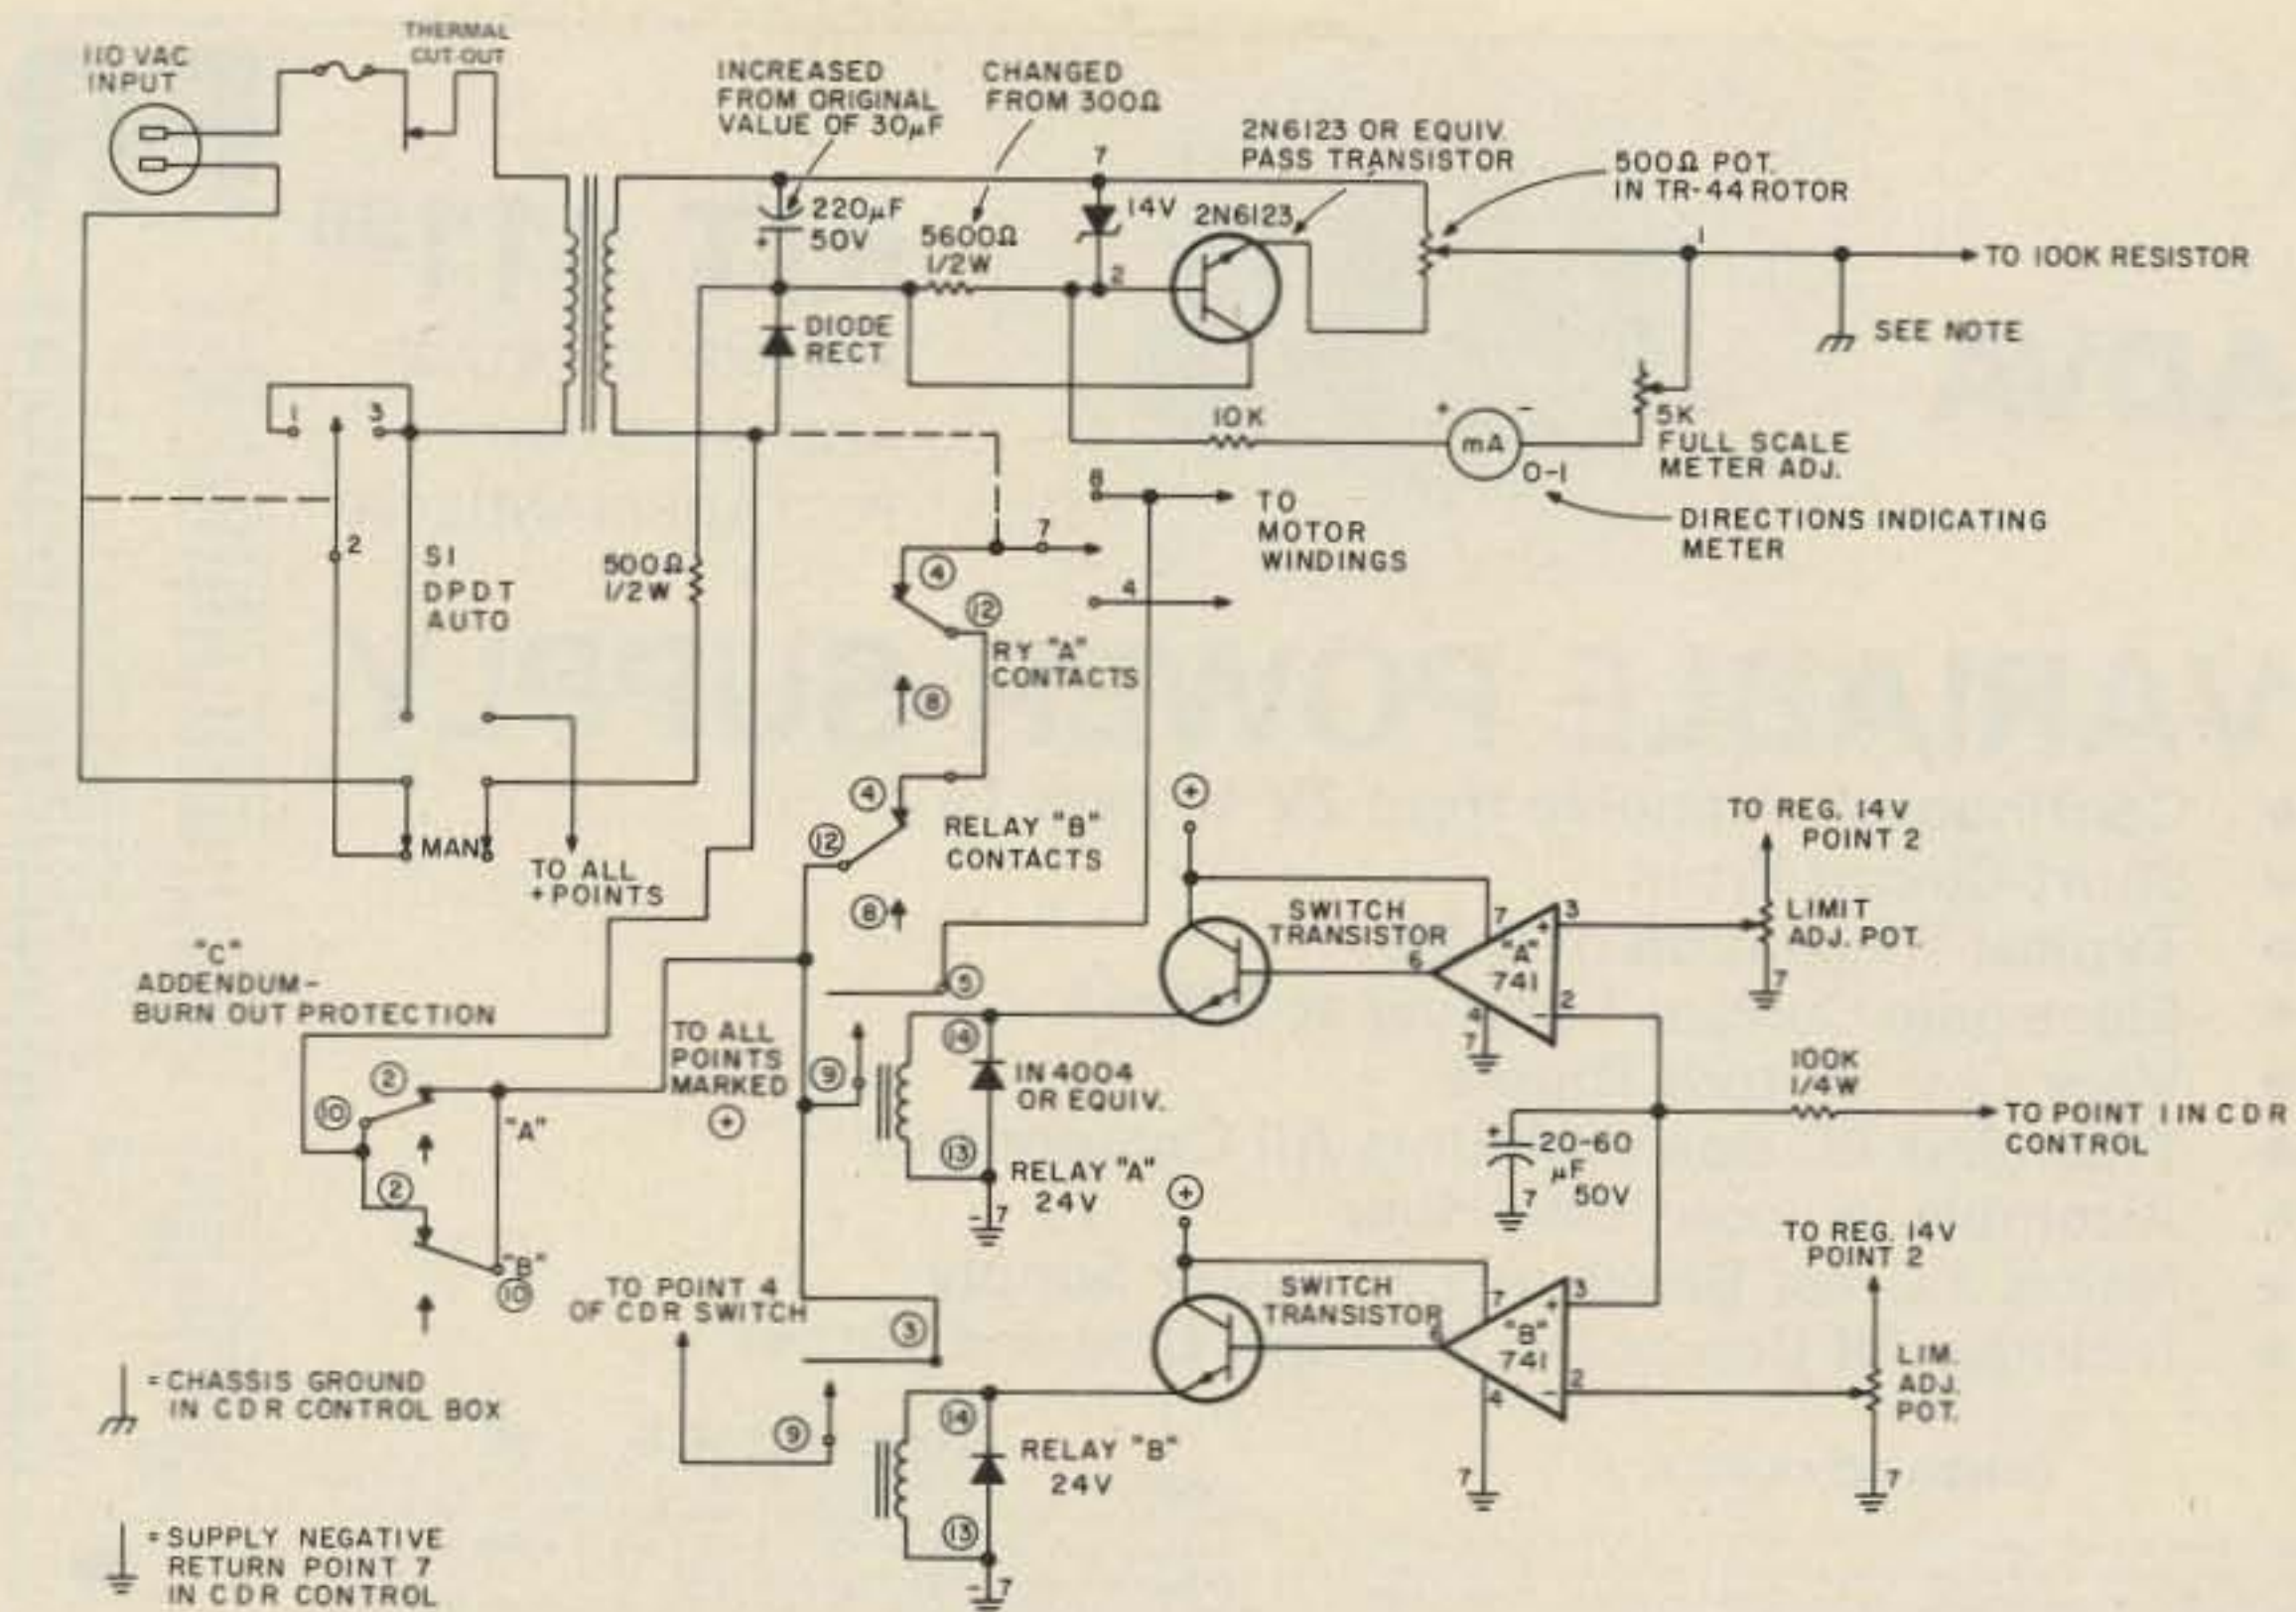 THERMAL
CUT-OUT
110 VAC
INPUT
INCREASED
FROM ORIGINAL
VALUE OF 30µF
CHANGED
FROM 300Ω
2N6123 OR EQUIV.
PASS TRANSISTOR
500Ω POT.
IN TR-44 ROTOR
7
220µF
50V
+
5600Ω
1/2W
14V
2N6123
2
1
TO 100K RESISTOR
SEE NOTE
DIODE
RECT
1
3
2
10K
+
-
mA
0-1
5K
FULL SCALE
METER ADJ.
DIRECTIONS INDICATING
METER
8
TO
MOTOR
WINDINGS
7
4
S1
DPDT
AUTO
500Ω
1/2W
4
12
RY "A"
CONTACTS
8
MAN
TO ALL
+ POINTS
4
12
RELAY "B"
CONTACTS
8
+
TO REG. 14V
POINT 2
LIMIT
ADJ. POT.
7
SWITCH
TRANSISTOR
6
7
3
+
"A"
741
2
-
4
7
"C"
ADDENDUM-
BURN OUT PROTECTION
5
TO ALL
POINTS
MARKED
+
9
14
IN 4004
OR EQUIV.
13
RELAY "A"
24V
- 7
100K
1/4W
TO POINT 1 IN CDR
CONTROL
+
20-60
µF
50V
7
2
10
"A"
2
"B"
10
TO POINT 4
OF CDR SWITCH
3
+
SWITCH
TRANSISTOR
6
7
3
+
"B"
741
2
-
4
7
TO REG. 14V
POINT 2
LIM.
ADJ.
POT.
7
9
14
RELAY "B"
24V
13
- 7
= CHASSIS GROUND
IN CDR CONTROL BOX
= SUPPLY NEGATIVE
RETURN POINT 7
IN CDR CONTROL